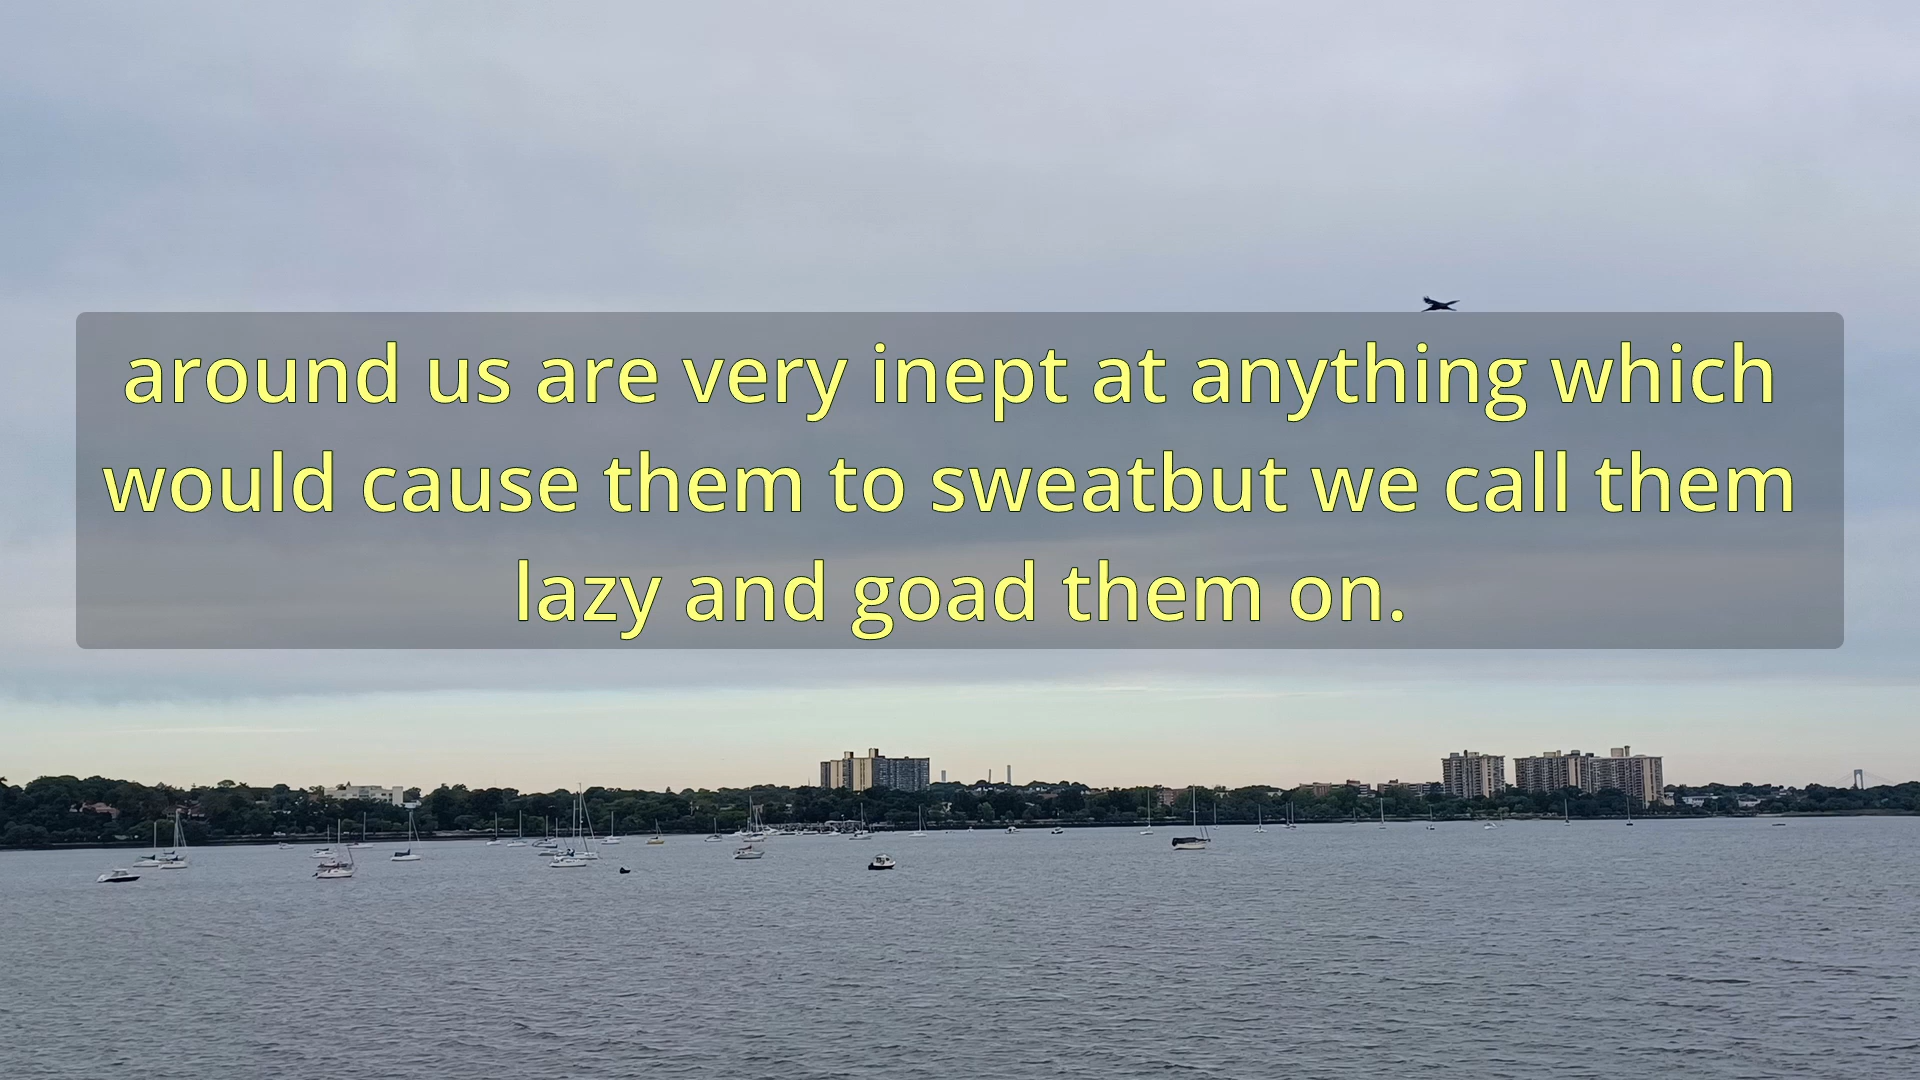 around us are very inept at anything which
would cause them to sweatbut we call them
lazy and goad them on.